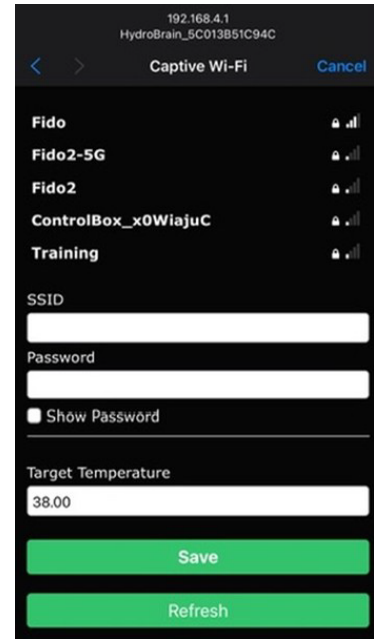 192.168.4.1
HydroBrain_5C013B51C94C
Captive Wi-Fi Cancel
Fido
Fido2-5G
Fido2
ControlBox_x0WiajuC
Training
SSID
Password
Show Password
Target Temperature
38.00
Save
Refresh